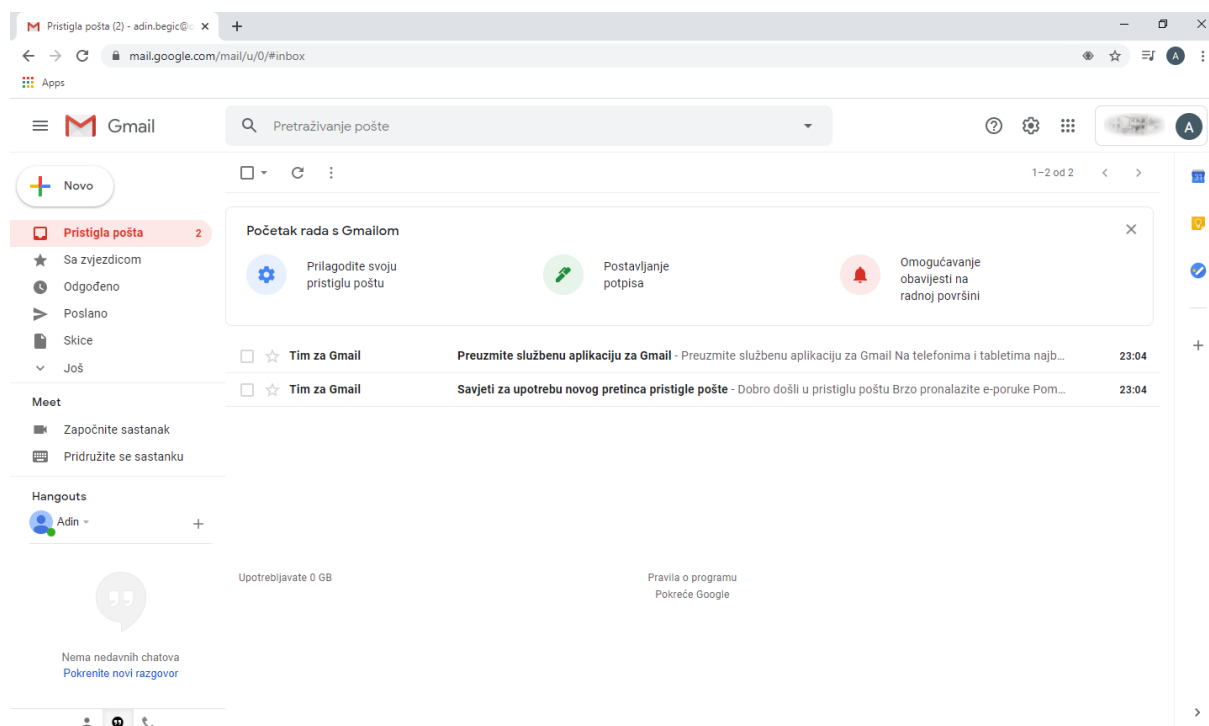 Pristigla pošta (2) - adin.begic@
mail.google.com/mail/u/0/#inbox
A
Apps
Gmail
Pretraživanje pošte
A
Novo
1–2 od 2
31
Pristigla pošta 2
Sa zvjezdicom
Odgođeno
Poslano
Skice
Još
Početak rada s Gmailom
Prilagodite svoju
pristiglu poštu
Postavljanje
potpisa
Omogućavanje
obavijesti na
radnoj površini
Tim za Gmail Preuzmite službenu aplikaciju za Gmail - Preuzmite službenu aplikaciju za Gmail Na telefonima i tabletima najb... 23:04
Tim za Gmail Savjeti za upotrebu novog pretinca pristigle pošte - Dobro došli u pristiglu poštu Brzo pronalazite e-poruke Pom... 23:04
Meet
Započnite sastanak
Pridružite se sastanku
Hangouts
Adin
Nema nedavnih chatova
Pokrenite novi razgovor
Upotrebljavate 0 GB
Pravila o programu
Pokreće Google